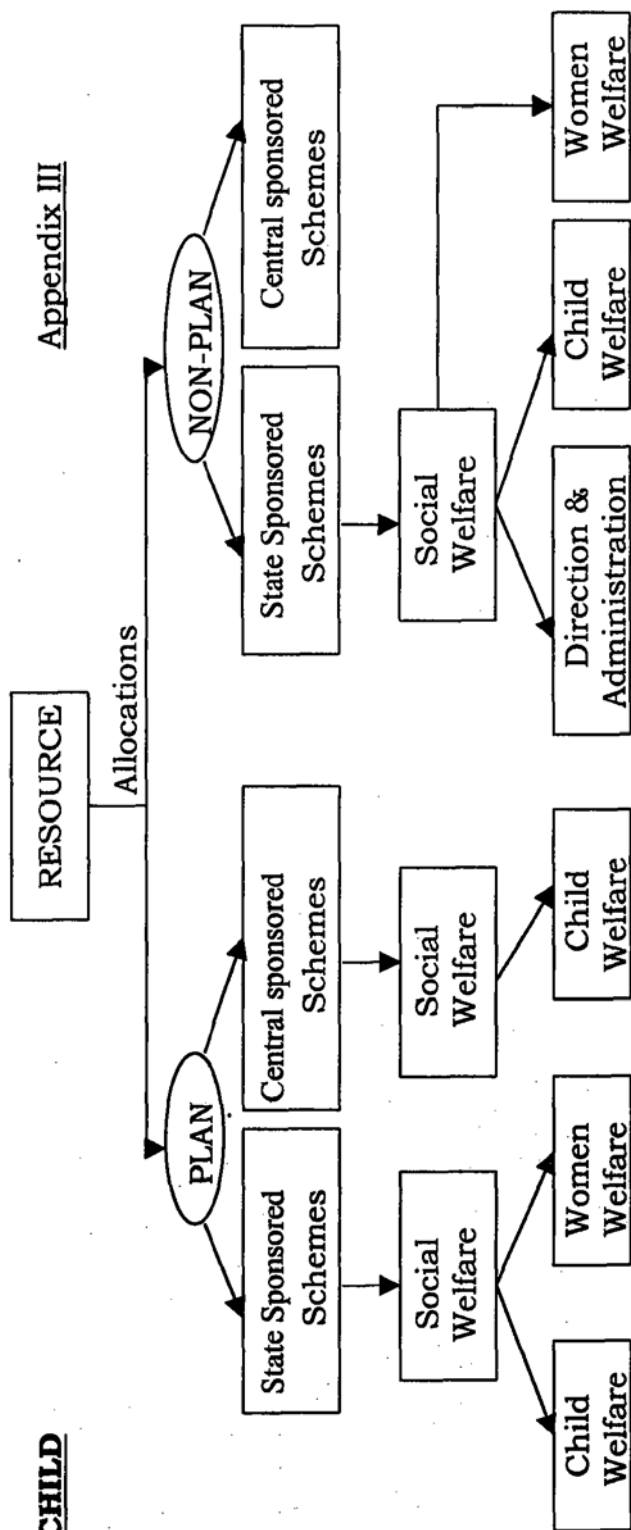 CHILD
Appendix III
RESOURCE
Allocations
PLAN
NON-PLAN
State Sponsored
Schemes
Central sponsored
Schemes
State Sponsored
Schemes
Central sponsored
Schemes
Social
Welfare
Social
Welfare
Social
Welfare
Child
Welfare
Women
Welfare
Child
Welfare
Direction &
Administration
Child
Welfare
Women
Welfare